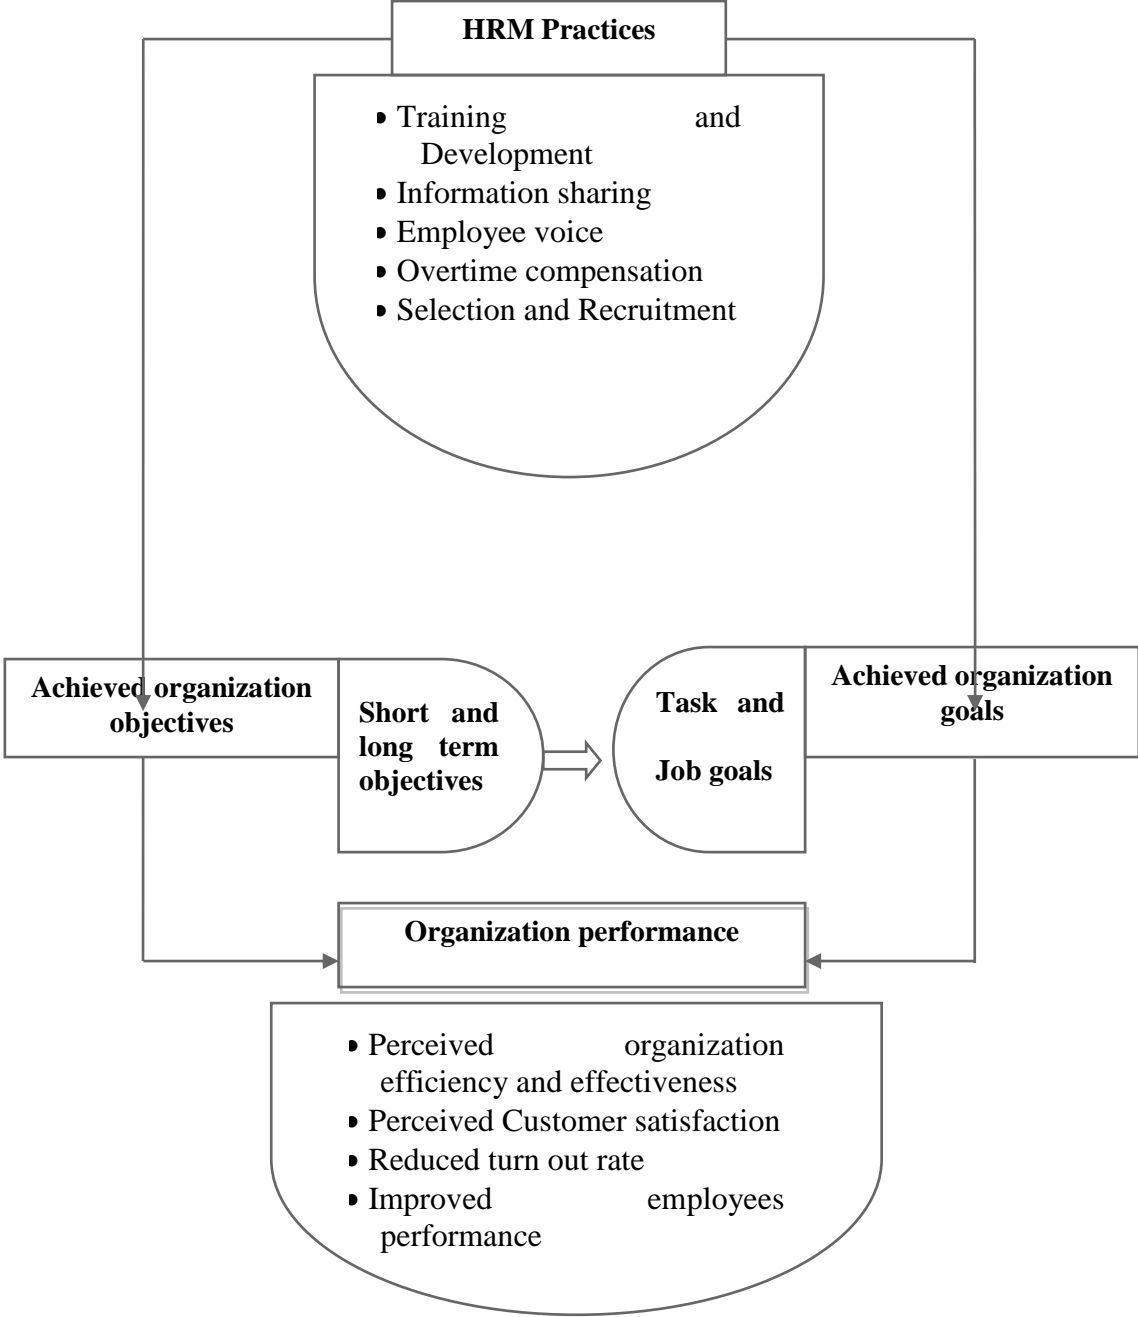 HRM Practices
• Training and
Development
• Information sharing
• Employee voice
• Overtime compensation
• Selection and Recruitment
Achieved organization
objectives
Short and
long term
objectives
Task and
Job goals
Achieved organization
goals
Organization performance
• Perceived organization
efficiency and effectiveness
• Perceived Customer satisfaction
• Reduced turn out rate
• Improved employees
performance